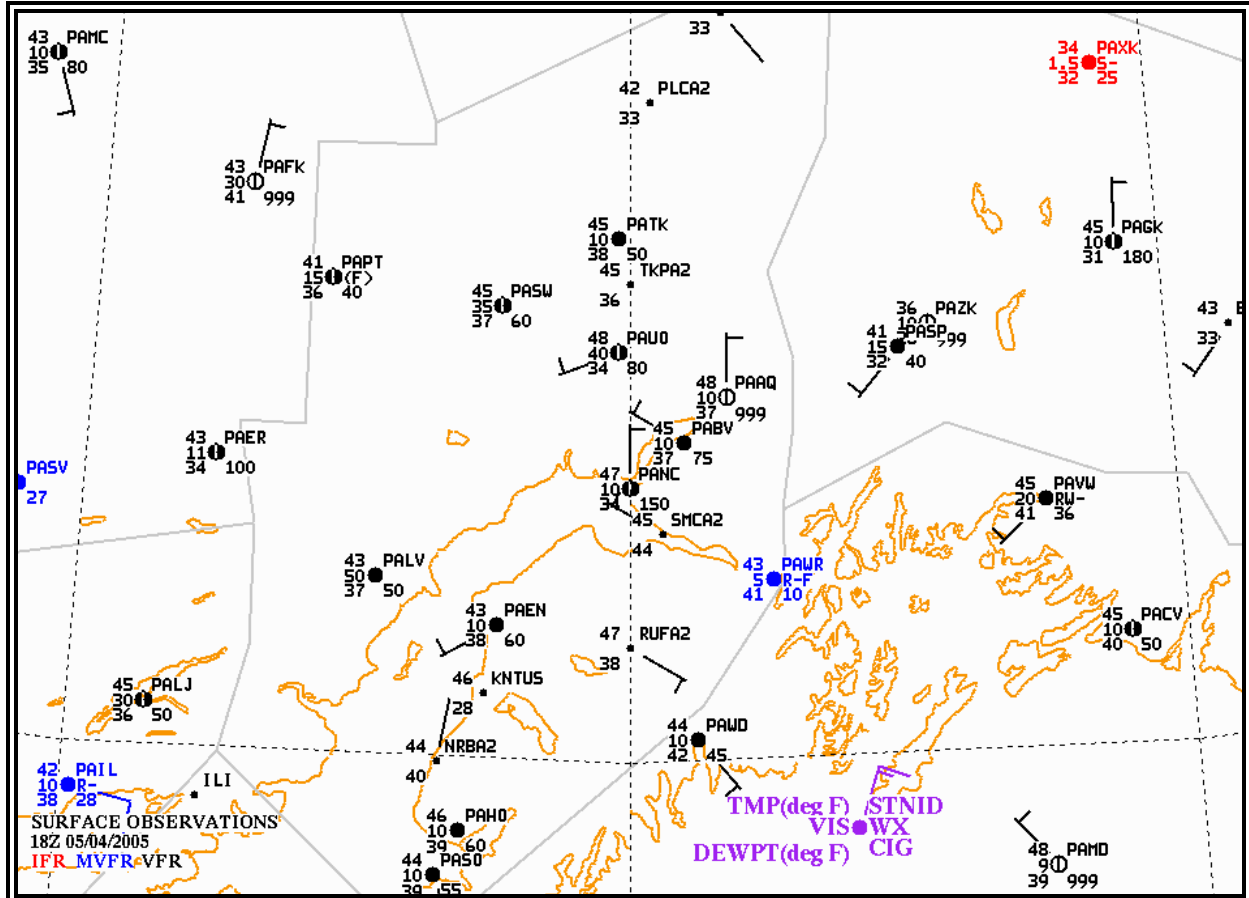 43 PAMC
10
35 80
33
34 PAXK
1.5 S-
32 25
42 PLCA2
33
43 PAFK
30
41 999
45 PATK
10
38 50
45 PAGK
10
31 180
41 PAPT
15 (F)
36 40
45 TKPA2
36
45 PASW
35
37 60
36 PAZK
10
999
41 PASP
15
32 40
43
33
48 PAUO
40
34 80
48 PAAQ
10
37 999
45 PABV
10
37 75
43 PAER
11
34 100
PASV
27
47 PANC
10
34 150
45 SMCA2
44
45 PAVW
20 RW-
41 36
43 PALV
50
37 50
43 PAWR
5 R-F
41 10
43 PAEN
10
38 60
47 RUFA2
38
45 PACV
10
40 50
46 KNTUS
28
45 PALJ
30
36 50
44 PAWD
10
42 45
44 NRBA2
40
42 PAIL
10 R-
38 28
ILI
46 PAHO
10
39 60
44 PASO
10
39 55
TMP(deg F) STNID
VIS WX
DEWPT(deg F) CIG
48 PAMD
9
39 999
SURFACE OBSERVATIONS
18Z 05/04/2005
IFR MVFR VFR